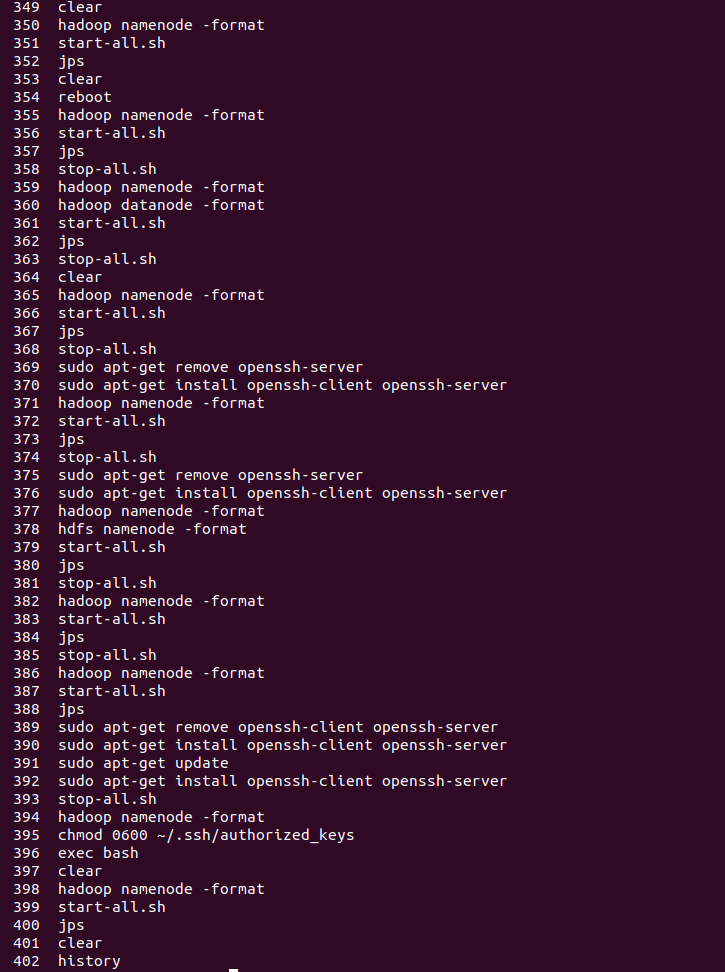 349 clear
350 hadoop namenode -format
351 start-all.sh
352 jps
353 clear
354 reboot
355 hadoop namenode -format
356 start-all.sh
357 jps
358 stop-all.sh
359 hadoop namenode -format
360 hadoop datanode -format
361 start-all.sh
362 jps
363 stop-all.sh
364 clear
365 hadoop namenode -format
366 start-all.sh
367 jps
368 stop-all.sh
369 sudo apt-get remove openssh-server
370 sudo apt-get install openssh-client openssh-server
371 hadoop namenode -format
372 start-all.sh
373 jps
374 stop-all.sh
375 sudo apt-get remove openssh-server
376 sudo apt-get install openssh-client openssh-server
377 hadoop namenode -format
378 hdfs namenode -format
379 start-all.sh
380 jps
381 stop-all.sh
382 hadoop namenode -format
383 start-all.sh
384 jps
385 stop-all.sh
386 hadoop namenode -format
387 start-all.sh
388 jps
389 sudo apt-get remove openssh-client openssh-server
390 sudo apt-get install openssh-client openssh-server
391 sudo apt-get update
392 sudo apt-get install openssh-client openssh-server
393 stop-all.sh
394 hadoop namenode -format
395 chmod 0600 ~/.ssh/authorized_keys
396 exec bash
397 clear
398 hadoop namenode -format
399 start-all.sh
400 jps
401 clear
402 history